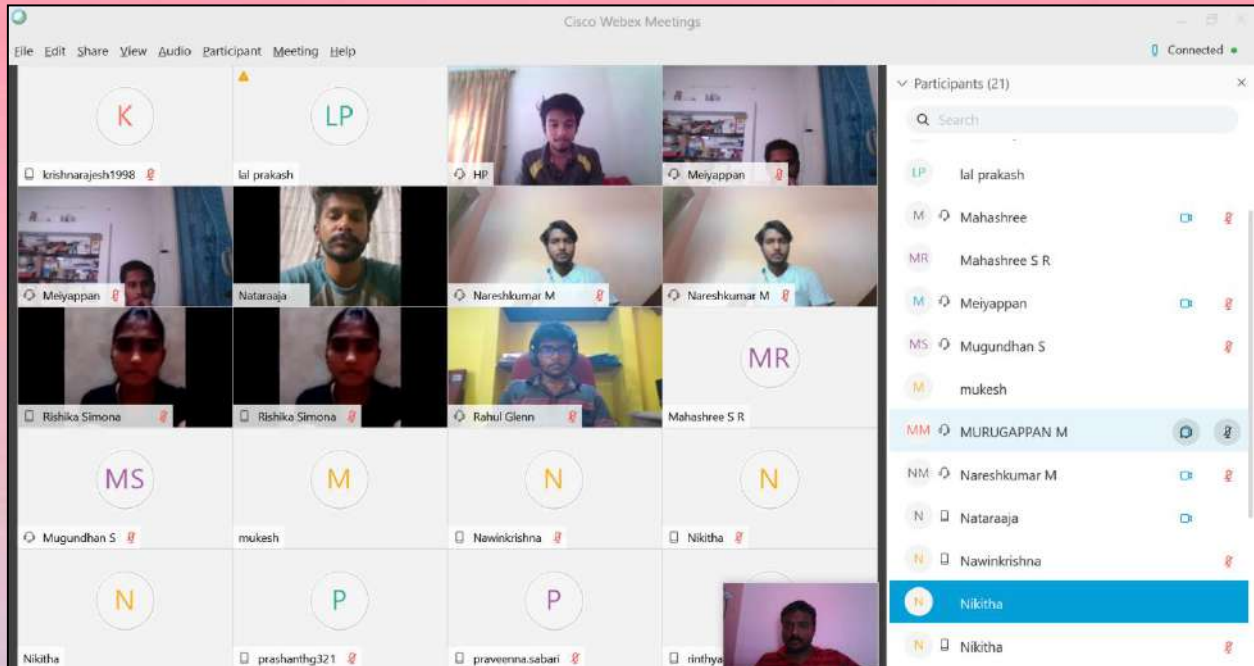 Cisco Webex Meetings
File Edit Share View Audio Participant Meeting Help
Connected
K
krishnarajesh1998
LP
lal prakash
HP
Meiyappan
Meiyappan
Nataraaja
Nareshkumar M
Nareshkumar M
Rishika Simona
Rishika Simona
Rahul Glenn
MR
Mahashree S R
MS
Mugundhan S
M
mukesh
N
Nawinkrishna
N
Nikitha
N
Nikitha
P
prashanthg321
P
praveenna.sabari
rinthya
Participants (21)
Search
LP lal prakash
M Mahashree
MR Mahashree S R
M Meiyappan
MS Mugundhan S
M mukesh
MM MURUGAPPAN M
NM Nareshkumar M
N Nataraaja
N Nawinkrishna
N Nikitha
N Nikitha